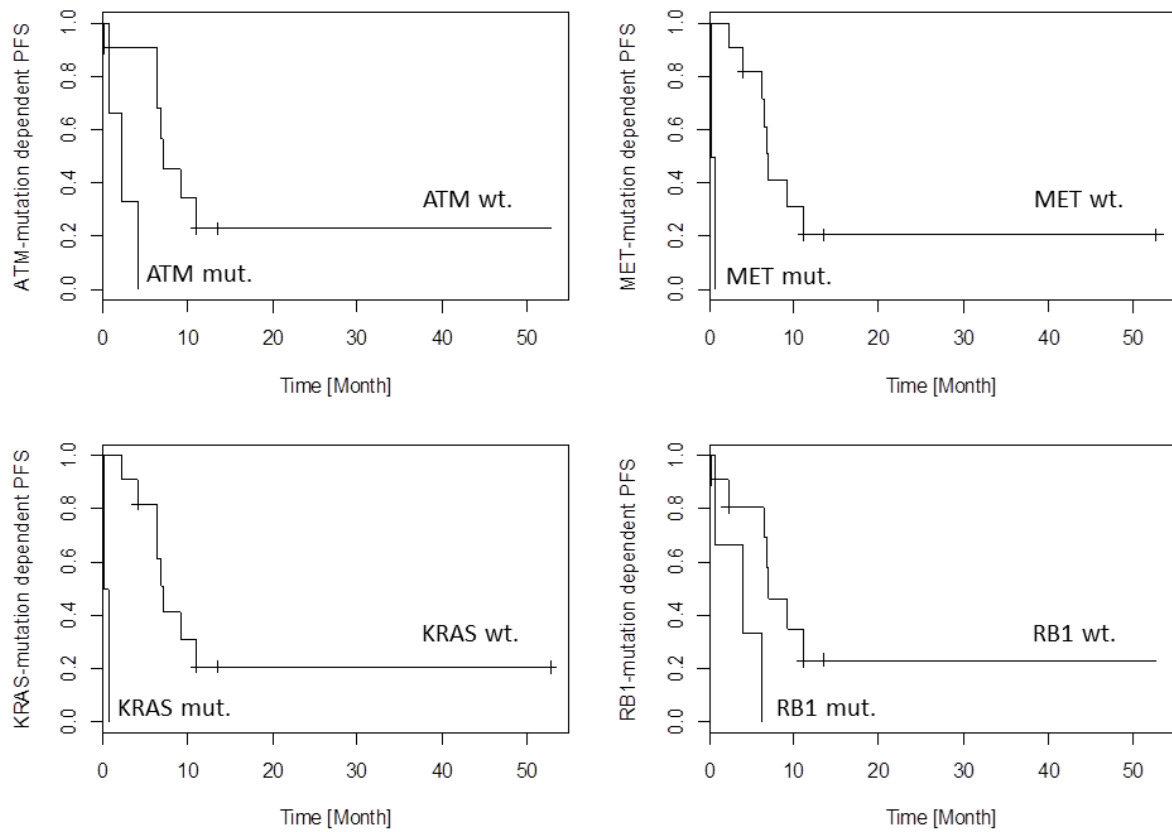 ATM-mutation dependent PFS
1.0
0.8
0.6
0.4
0.2
0.0
ATM wt.
ATM mut.
0 10 20 30 40 50
Time [Month]
MET-mutation dependent PFS
1.0
0.8
0.6
0.4
0.2
0.0
MET wt.
MET mut.
0 10 20 30 40 50
Time [Month]
KRAS-mutation dependent PFS
1.0
0.8
0.6
0.4
0.2
0.0
KRAS wt.
KRAS mut.
0 10 20 30 40 50
Time [Month]
RB1-mutation dependent PFS
1.0
0.8
0.6
0.4
0.2
0.0
RB1 wt.
RB1 mut.
0 10 20 30 40 50
Time [Month]